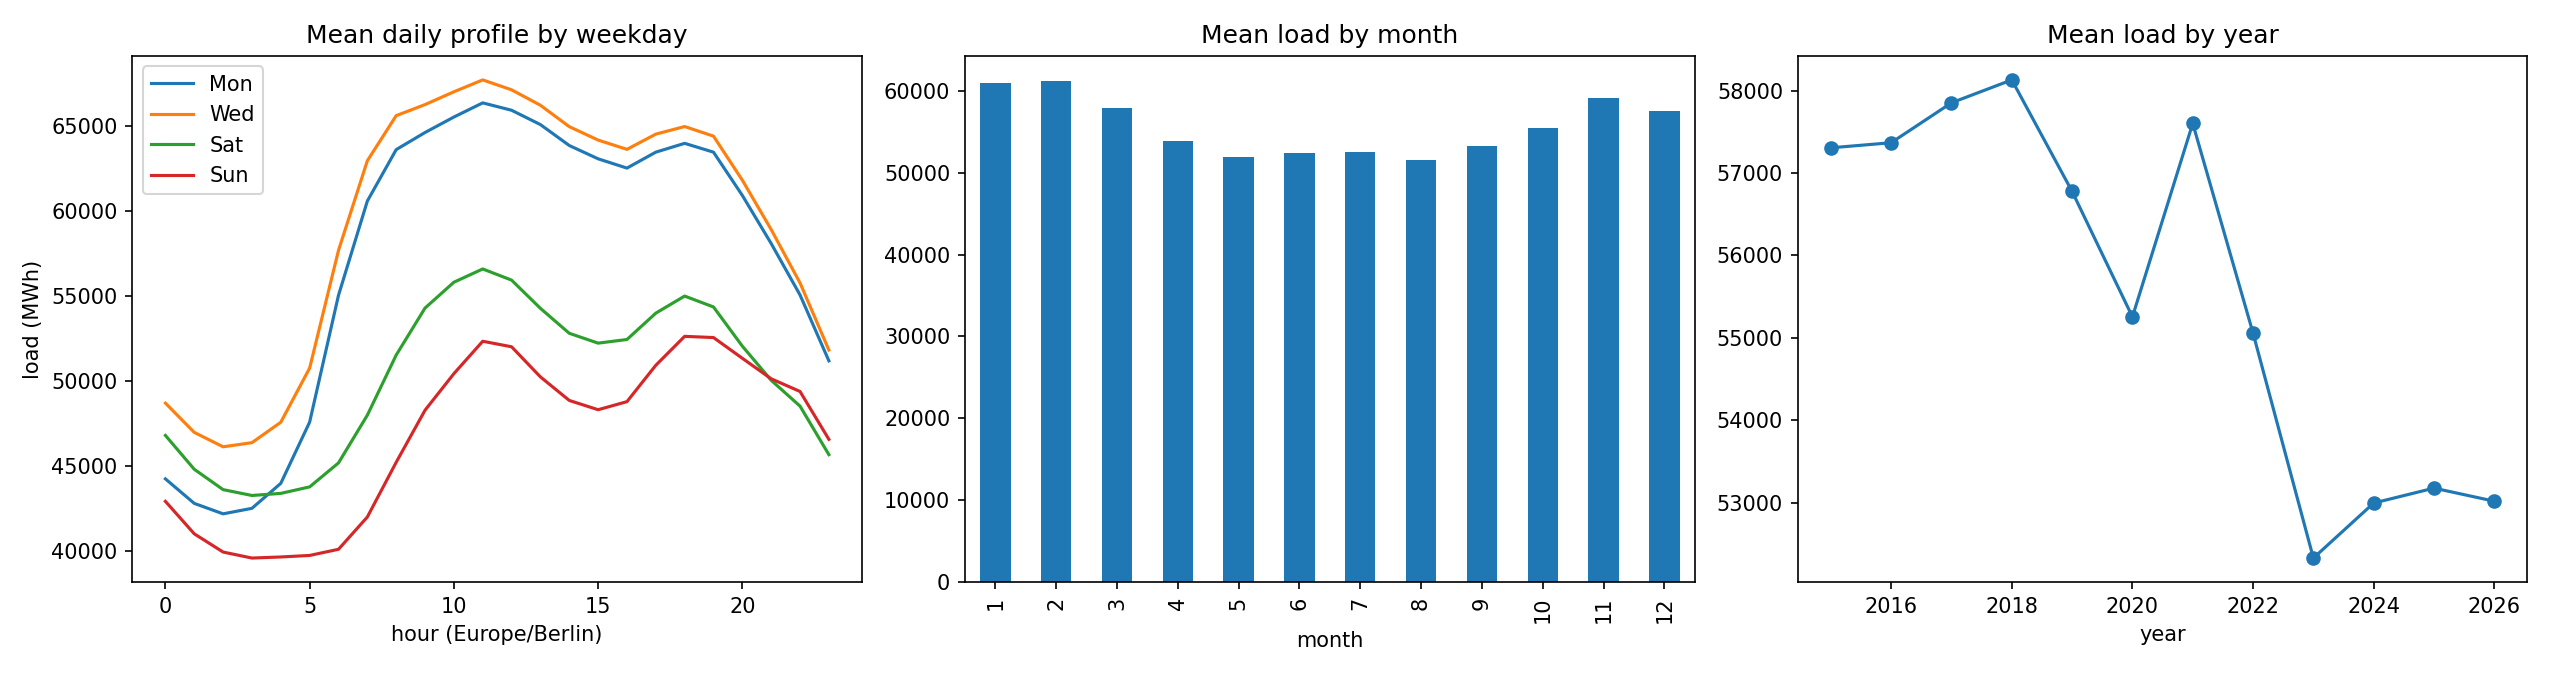 Mean daily profile by weekday
Mon
Wed
Sat
Sun
load (MWh)
65000
60000
55000
50000
45000
40000
0 5 10 15 20
hour (Europe/Berlin)
Mean load by month
60000
50000
40000
30000
20000
10000
0
1 2 3 4 5 6 7 8 9 10 11 12
month
Mean load by year
58000
57000
56000
55000
54000
53000
2016 2018 2020 2022 2024 2026
year